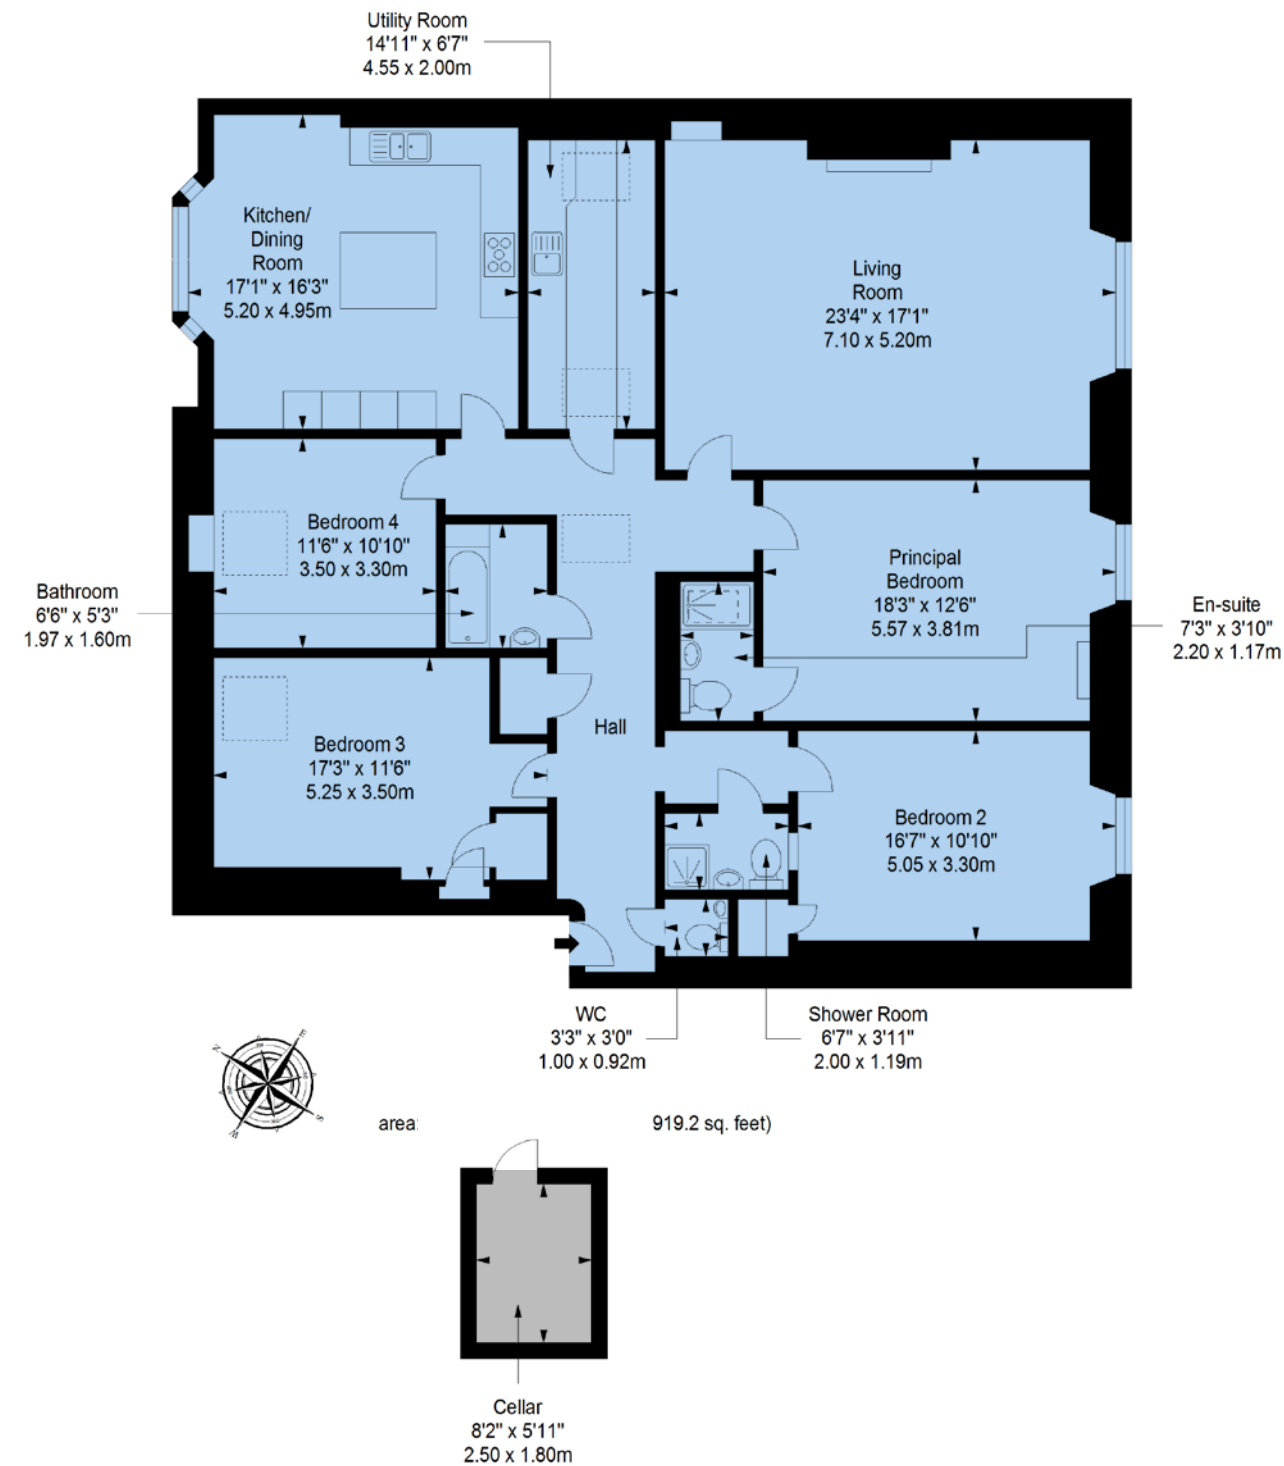 Utility Room
14'11" x 6'7"
4.55 x 2.00m
Kitchen/
Dining
Room
17'1" x 16'3"
5.20 x 4.95m
Living
Room
23'4" x 17'1"
7.10 x 5.20m
Bedroom 4
11'6" x 10'10"
3.50 x 3.30m
Principal
Bedroom
18'3" x 12'6"
5.57 x 3.81m
Bathroom
6'6" x 5'3"
1.97 x 1.60m
En-suite
7'3" x 3'10"
2.20 x 1.17m
Hall
Bedroom 3
17'3" x 11'6"
5.25 x 3.50m
Bedroom 2
16'7" x 10'10"
5.05 x 3.30m
WC
3'3" x 3'0"
1.00 x 0.92m
Shower Room
6'7" x 3'11"
2.00 x 1.19m
N
E
S
W
area: 919.2 sq. feet)
Cellar
8'2" x 5'11"
2.50 x 1.80m